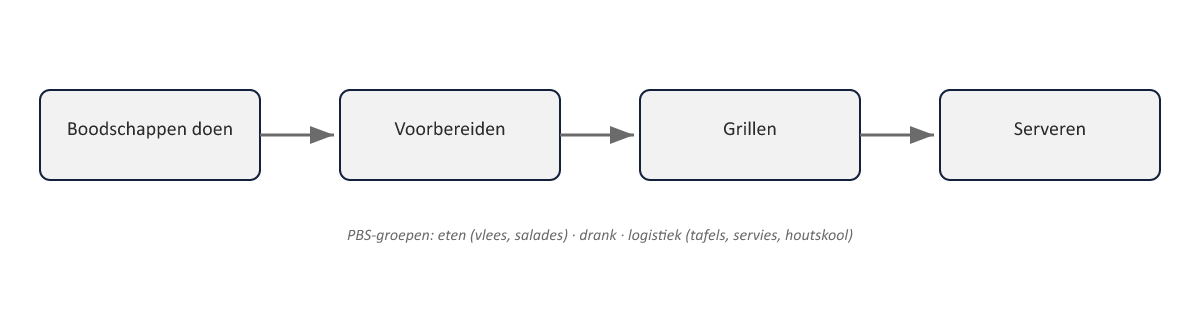 Boodschappen doen
Voorbereiden
Grillen
Serveren
PBS-groepen: eten (vlees, salades) · drank · logistiek (tafels, servies, houtskool)